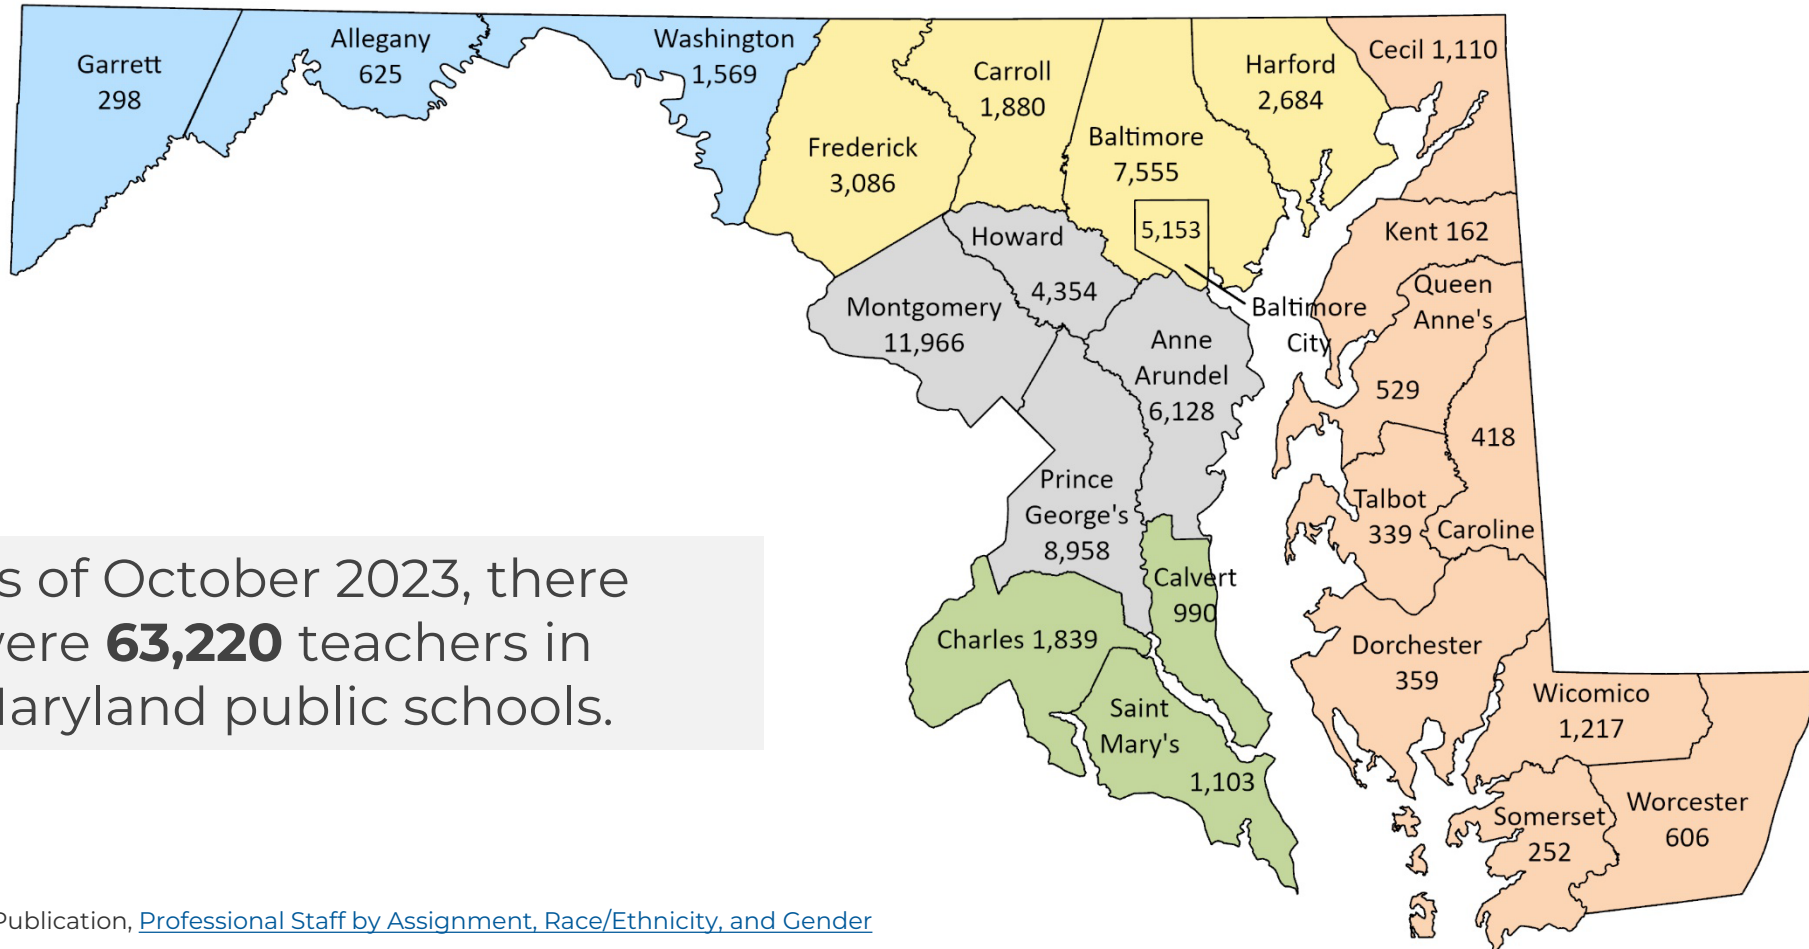 Garrett
298
Allegany
625
Washington
1,569
Frederick
3,086
Carroll
1,880
Baltimore
7,555
5,153
Harford
2,684
Cecil 1,110
Howard
4,354
Montgomery
11,966
Baltimore
City
Anne
Arundel
6,128
Kent 162
Queen
Anne's
529
418
Caroline
Talbot
339
Prince
George's
8,958
Calvert
990
Charles 1,839
Saint
Mary's
1,103
Dorchester
359
Wicomico
1,217
Somerset
252
Worcester
606
s of October 2023, there
vere 63,220 teachers in
Maryland public schools.
Publication, Professional Staff by Assignment, Race/Ethnicity, and Gender